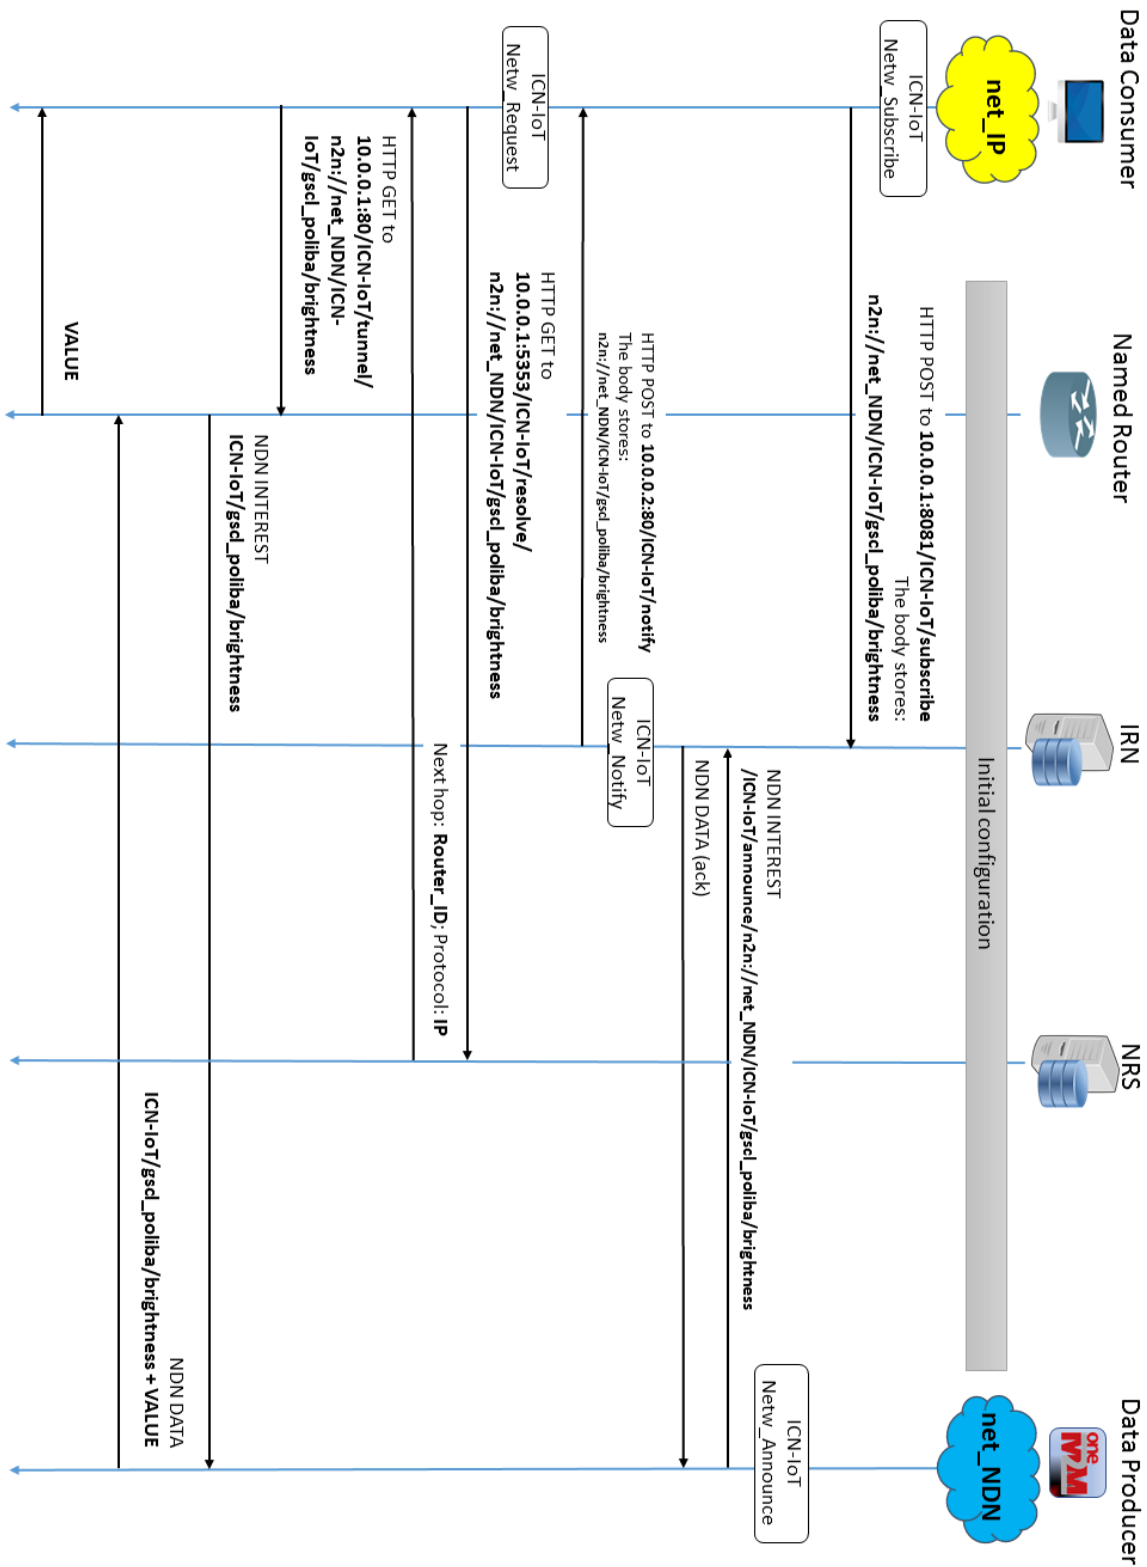 Data Consumer
Named Router
IRN
NRS
Data Producer
net_IP
one
M2M
net_NDN
Initial configuration
ICN-IoT
Netw_Subscribe
HTTP POST to 10.0.0.1:8081/ICN-IoT/subscribe
The body stores:
n2n://net_NDN/ICN-IoT/gscl_poliba/brightness
ICN-IoT
Netw_Announce
NDN INTEREST
/ICN-IoT/announce/n2n://net_NDN/ICN-IoT/gscl_poliba/brightness
NDN DATA (ack)
ICN-IoT
Netw_Notify
HTTP POST to 10.0.0.2:80/ICN-IoT/notify
The body stores:
n2n://net_NDN/ICN-IoT/gscl_poliba/brightness
ICN-IoT
Netw_Request
HTTP GET to
10.0.0.1:5353/ICN-IoT/resolve/
n2n://net_NDN/ICN-IoT/gscl_poliba/brightness
Next hop: Router_ID; Protocol: IP
HTTP GET to
10.0.0.1:80/ICN-IoT/tunnel/
n2n://net_NDN/ICN-
IoT/gscl_poliba/brightness
NDN INTEREST
ICN-IoT/gscl_poliba/brightness
NDN DATA
ICN-IoT/gscl_poliba/brightness + VALUE
VALUE